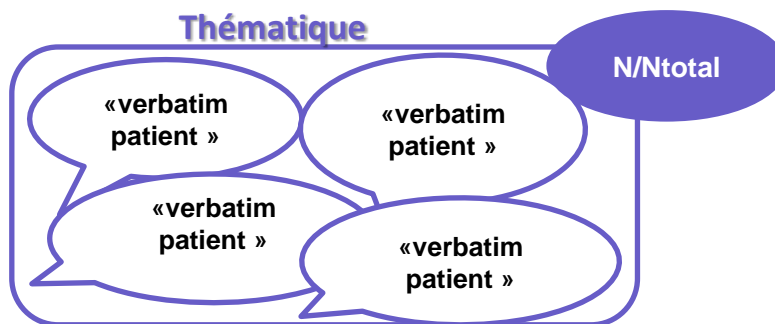 Thématique
N/Ntotal
«verbatim
patient »
«verbatim
patient »
«verbatim
patient »
«verbatim
patient »